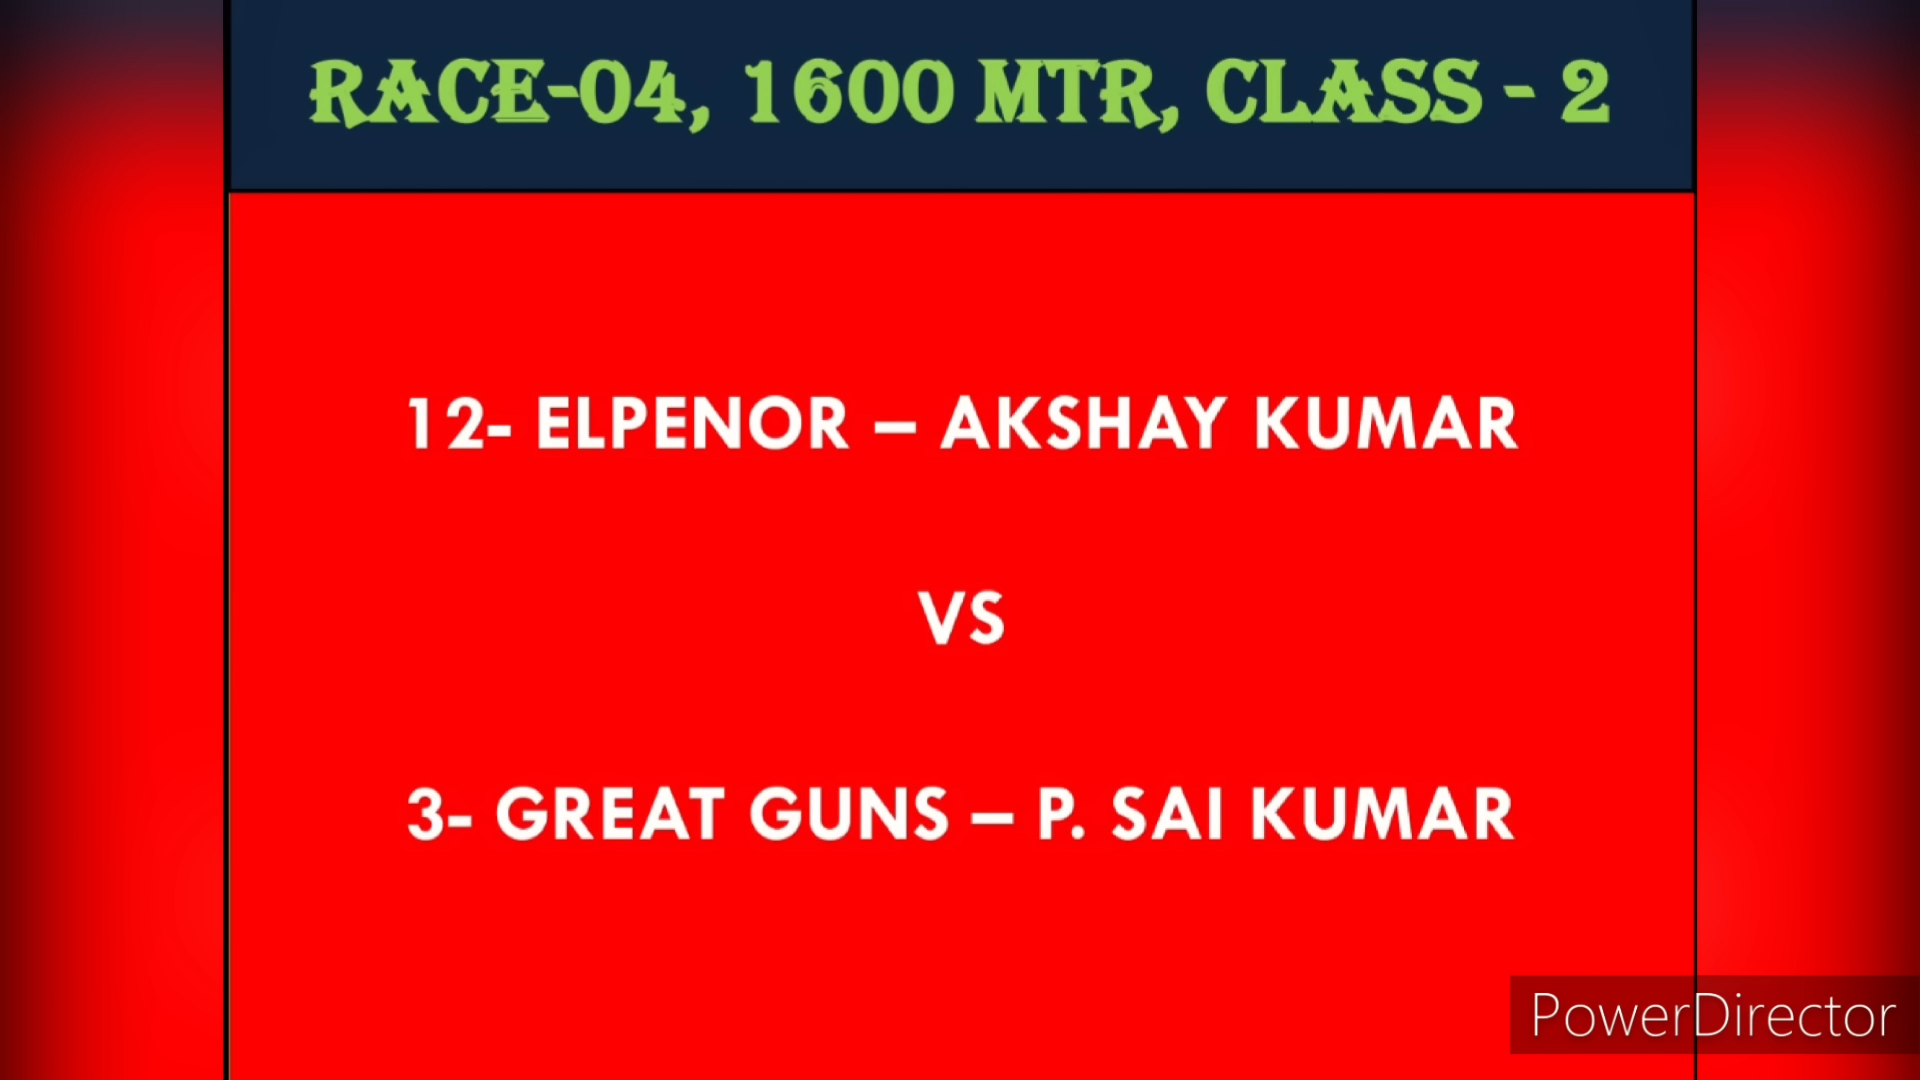 RACE-04, 1600 MTR, CLASS - 2
12- ELPENOR – AKSHAY KUMAR
VS
3- GREAT GUNS – P. SAI KUMAR
PowerDirector